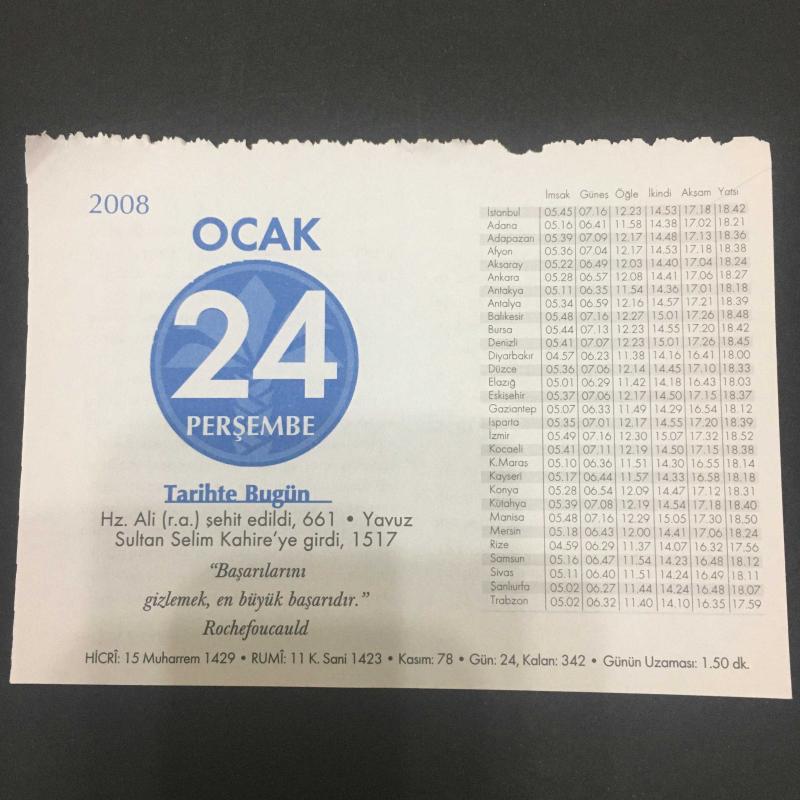 2008
OCAK
24
PERŞEMBE
Tarihte Bugün
Hz. Ali (r.a.) şehit edildi, 661 • Yavuz
Sultan Selim Kahire'ye girdi, 1517
“Başarılarını
gizlemek, en büyük başarıdır.”
Rochefoucauld
İmsak Güneş Öğle İkindi Akşam Yatsı
İstanbul 05.45 07.16 12.23 14.53 17.18 18.42
Adana 05.16 06.41 11.58 14.38 17.02 18.21
Adapazarı 05.39 07.09 12.17 14.48 17.13 18.36
Afyon 05.36 07.04 12.17 14.53 17.18 18.38
Aksaray 05.22 06.49 12.03 14.40 17.04 18.24
Ankara 05.28 06.57 12.08 14.41 17.06 18.27
Antakya 05.11 06.35 11.54 14.36 17.01 18.18
Antalya 05.34 06.59 12.16 14.57 17.21 18.39
Balıkesir 05.48 07.16 12.27 15.01 17.26 18.48
Bursa 05.44 07.13 12.23 14.55 17.20 18.42
Denizli 05.41 07.07 12.23 15.01 17.26 18.45
Diyarbakır 04.57 06.23 11.38 14.16 16.41 18.00
Düzce 05.36 07.06 12.14 14.45 17.10 18.33
Elazığ 05.01 06.29 11.42 14.18 16.43 18.03
Eskişehir 05.37 07.06 12.17 14.50 17.15 18.37
Gaziantep 05.07 06.33 11.49 14.29 16.54 18.12
Isparta 05.35 07.01 12.17 14.55 17.20 18.39
İzmir 05.49 07.16 12.30 15.07 17.32 18.52
Kocaeli 05.41 07.11 12.19 14.50 17.15 18.38
K.Maraş 05.10 06.36 11.51 14.30 16.55 18.14
Kayseri 05.17 06.44 11.57 14.33 16.58 18.18
Konya 05.28 06.54 12.09 14.47 17.12 18.31
Kütahya 05.39 07.08 12.19 14.54 17.18 18.40
Manisa 05.48 07.16 12.29 15.05 17.30 18.50
Mersin 05.18 06.43 12.00 14.41 17.06 18.24
Rize 04.59 06.29 11.37 14.07 16.32 17.56
Samsun 05.16 06.47 11.54 14.23 16.48 18.12
Sivas 05.11 06.40 11.51 14.24 16.49 18.11
Şanlıurfa 05.02 06.27 11.44 14.24 16.48 18.07
Trabzon 05.02 06.32 11.40 14.10 16.35 17.59
HİCRÎ: 15 Muharrem 1429 • RUMÎ: 11 K. Sani 1423 • Kasım: 78 • Gün: 24, Kalan: 342 • Günün Uzaması: 1.50 dk.